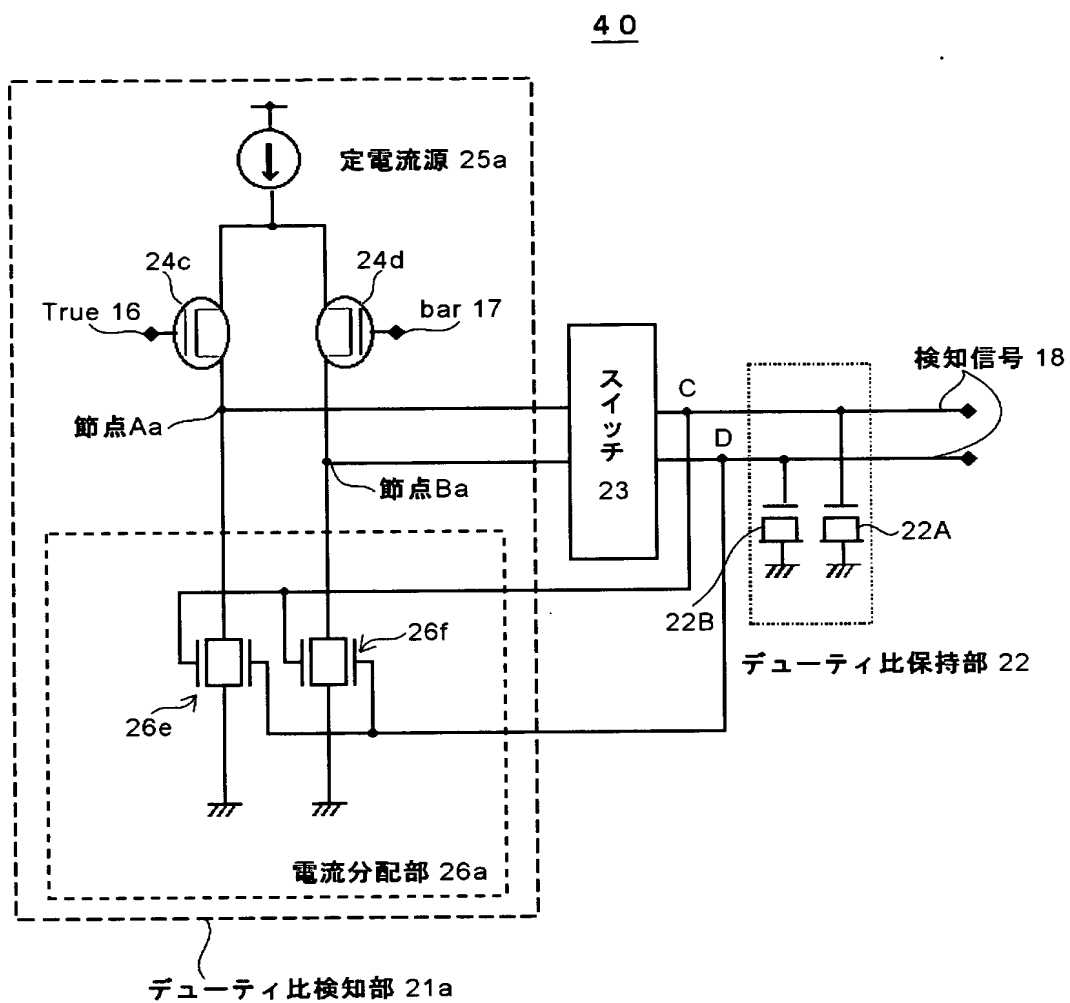 40
定電流源 25a
24c
24d
True 16
bar 17
検知信号 18
スイッチ
23
C
D
節点Aa
節点Ba
22A
22B
26f
26e
デューティ比保持部 22
電流分配部 26a
デューティ比検知部 21a